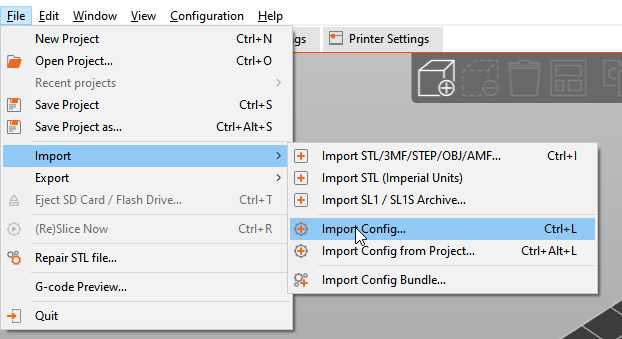 File Edit Window View Configuration Help
gs Printer Settings
New Project Ctrl+N
Open Project... Ctrl+O
Recent projects
Save Project Ctrl+S
Save Project as... Ctrl+Alt+S
Import
Export
Eject SD Card / Flash Drive... Ctrl+T
(Re)Slice Now Ctrl+R
Repair STL file...
G-code Preview...
Quit
Import STL/3MF/STEP/OBJ/AMF... Ctrl+I
Import STL (Imperial Units)
Import SL1 / SL1S Archive...
Import Config... Ctrl+L
Import Config from Project... Ctrl+Alt+L
Import Config Bundle...